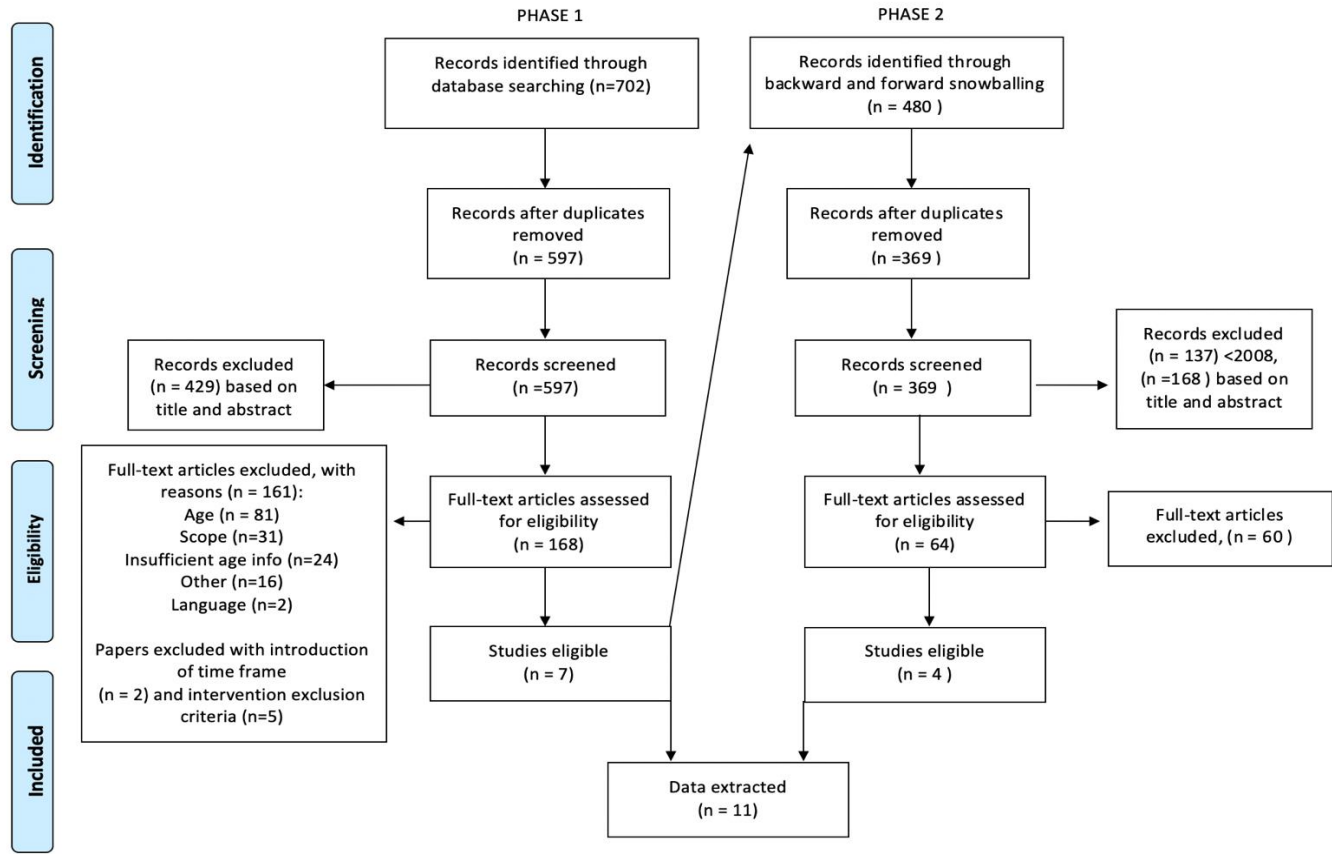 PHASE 1
PHASE 2
Identification
Records identified through
database searching (n=702)
Records identified through
backward and forward snowballing
(n = 480 )
Records after duplicates
removed
(n = 597)
Records after duplicates
removed
(n =369 )
Screening
Records excluded
(n = 429) based on
title and abstract
Records screened
(n =597)
Records screened
(n = 369 )
Records excluded
(n = 137) <2008,
(n =168 ) based on
title and abstract
Eligibility
Full-text articles excluded, with
reasons (n = 161):
Age (n = 81)
Scope (n=31)
Insufficient age info (n=24)
Other (n=16)
Language (n=2)
Papers excluded with introduction
of time frame
(n = 2) and intervention exclusion
criteria (n=5)
Full-text articles assessed
for eligibility
(n = 168)
Full-text articles assessed
for eligibility
(n = 64)
Full-text articles
excluded, (n = 60 )
Studies eligible
(n = 7)
Studies eligible
(n = 4 )
Included
Data extracted
(n = 11)